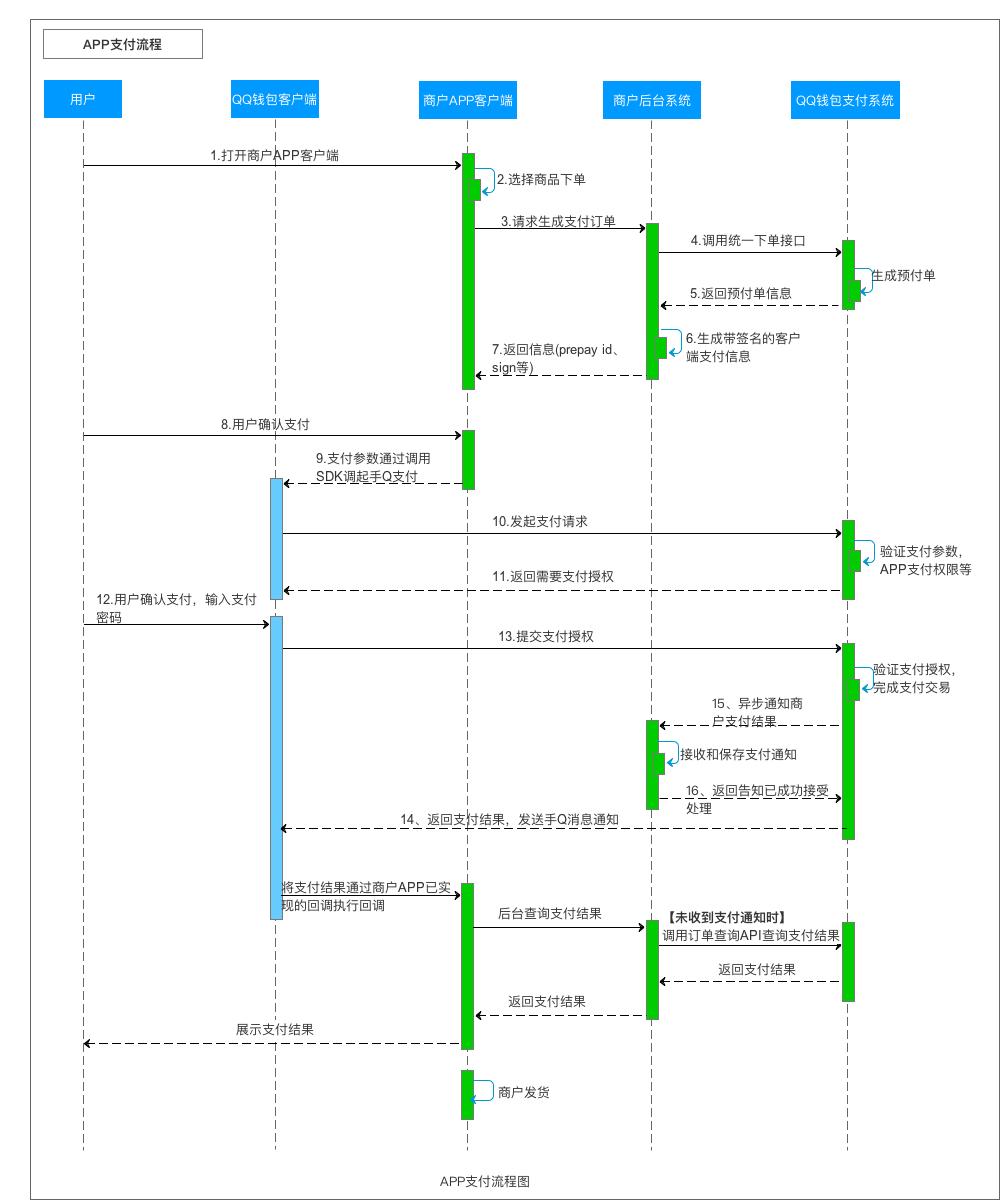 APP支付流程
用户
QQ钱包客户端
商户APP客户端
商户后台系统
QQ钱包支付系统
1.打开商户APP客户端
2.选择商品下单
3.请求生成支付订单
4.调用统一下单接口
生成预付单
5.返回预付单信息
6.生成带签名的客户
端支付信息
7.返回信息(prepay id、
sign等)
8.用户确认支付
9.支付参数通过调用
SDK调起手Q支付
10.发起支付请求
验证支付参数，
APP支付权限等
11.返回需要支付授权
12.用户确认支付，输入支付
密码
13.提交支付授权
验证支付授权，
完成支付交易
15、异步通知商
户支付结果
接收和保存支付通知
16、返回告知已成功接受
处理
14、返回支付结果，发送手Q消息通知
将支付结果通过商户APP已实
现的回调执行回调
后台查询支付结果
【未收到支付通知时】
调用订单查询API查询支付结果
返回支付结果
返回支付结果
展示支付结果
商户发货
APP支付流程图